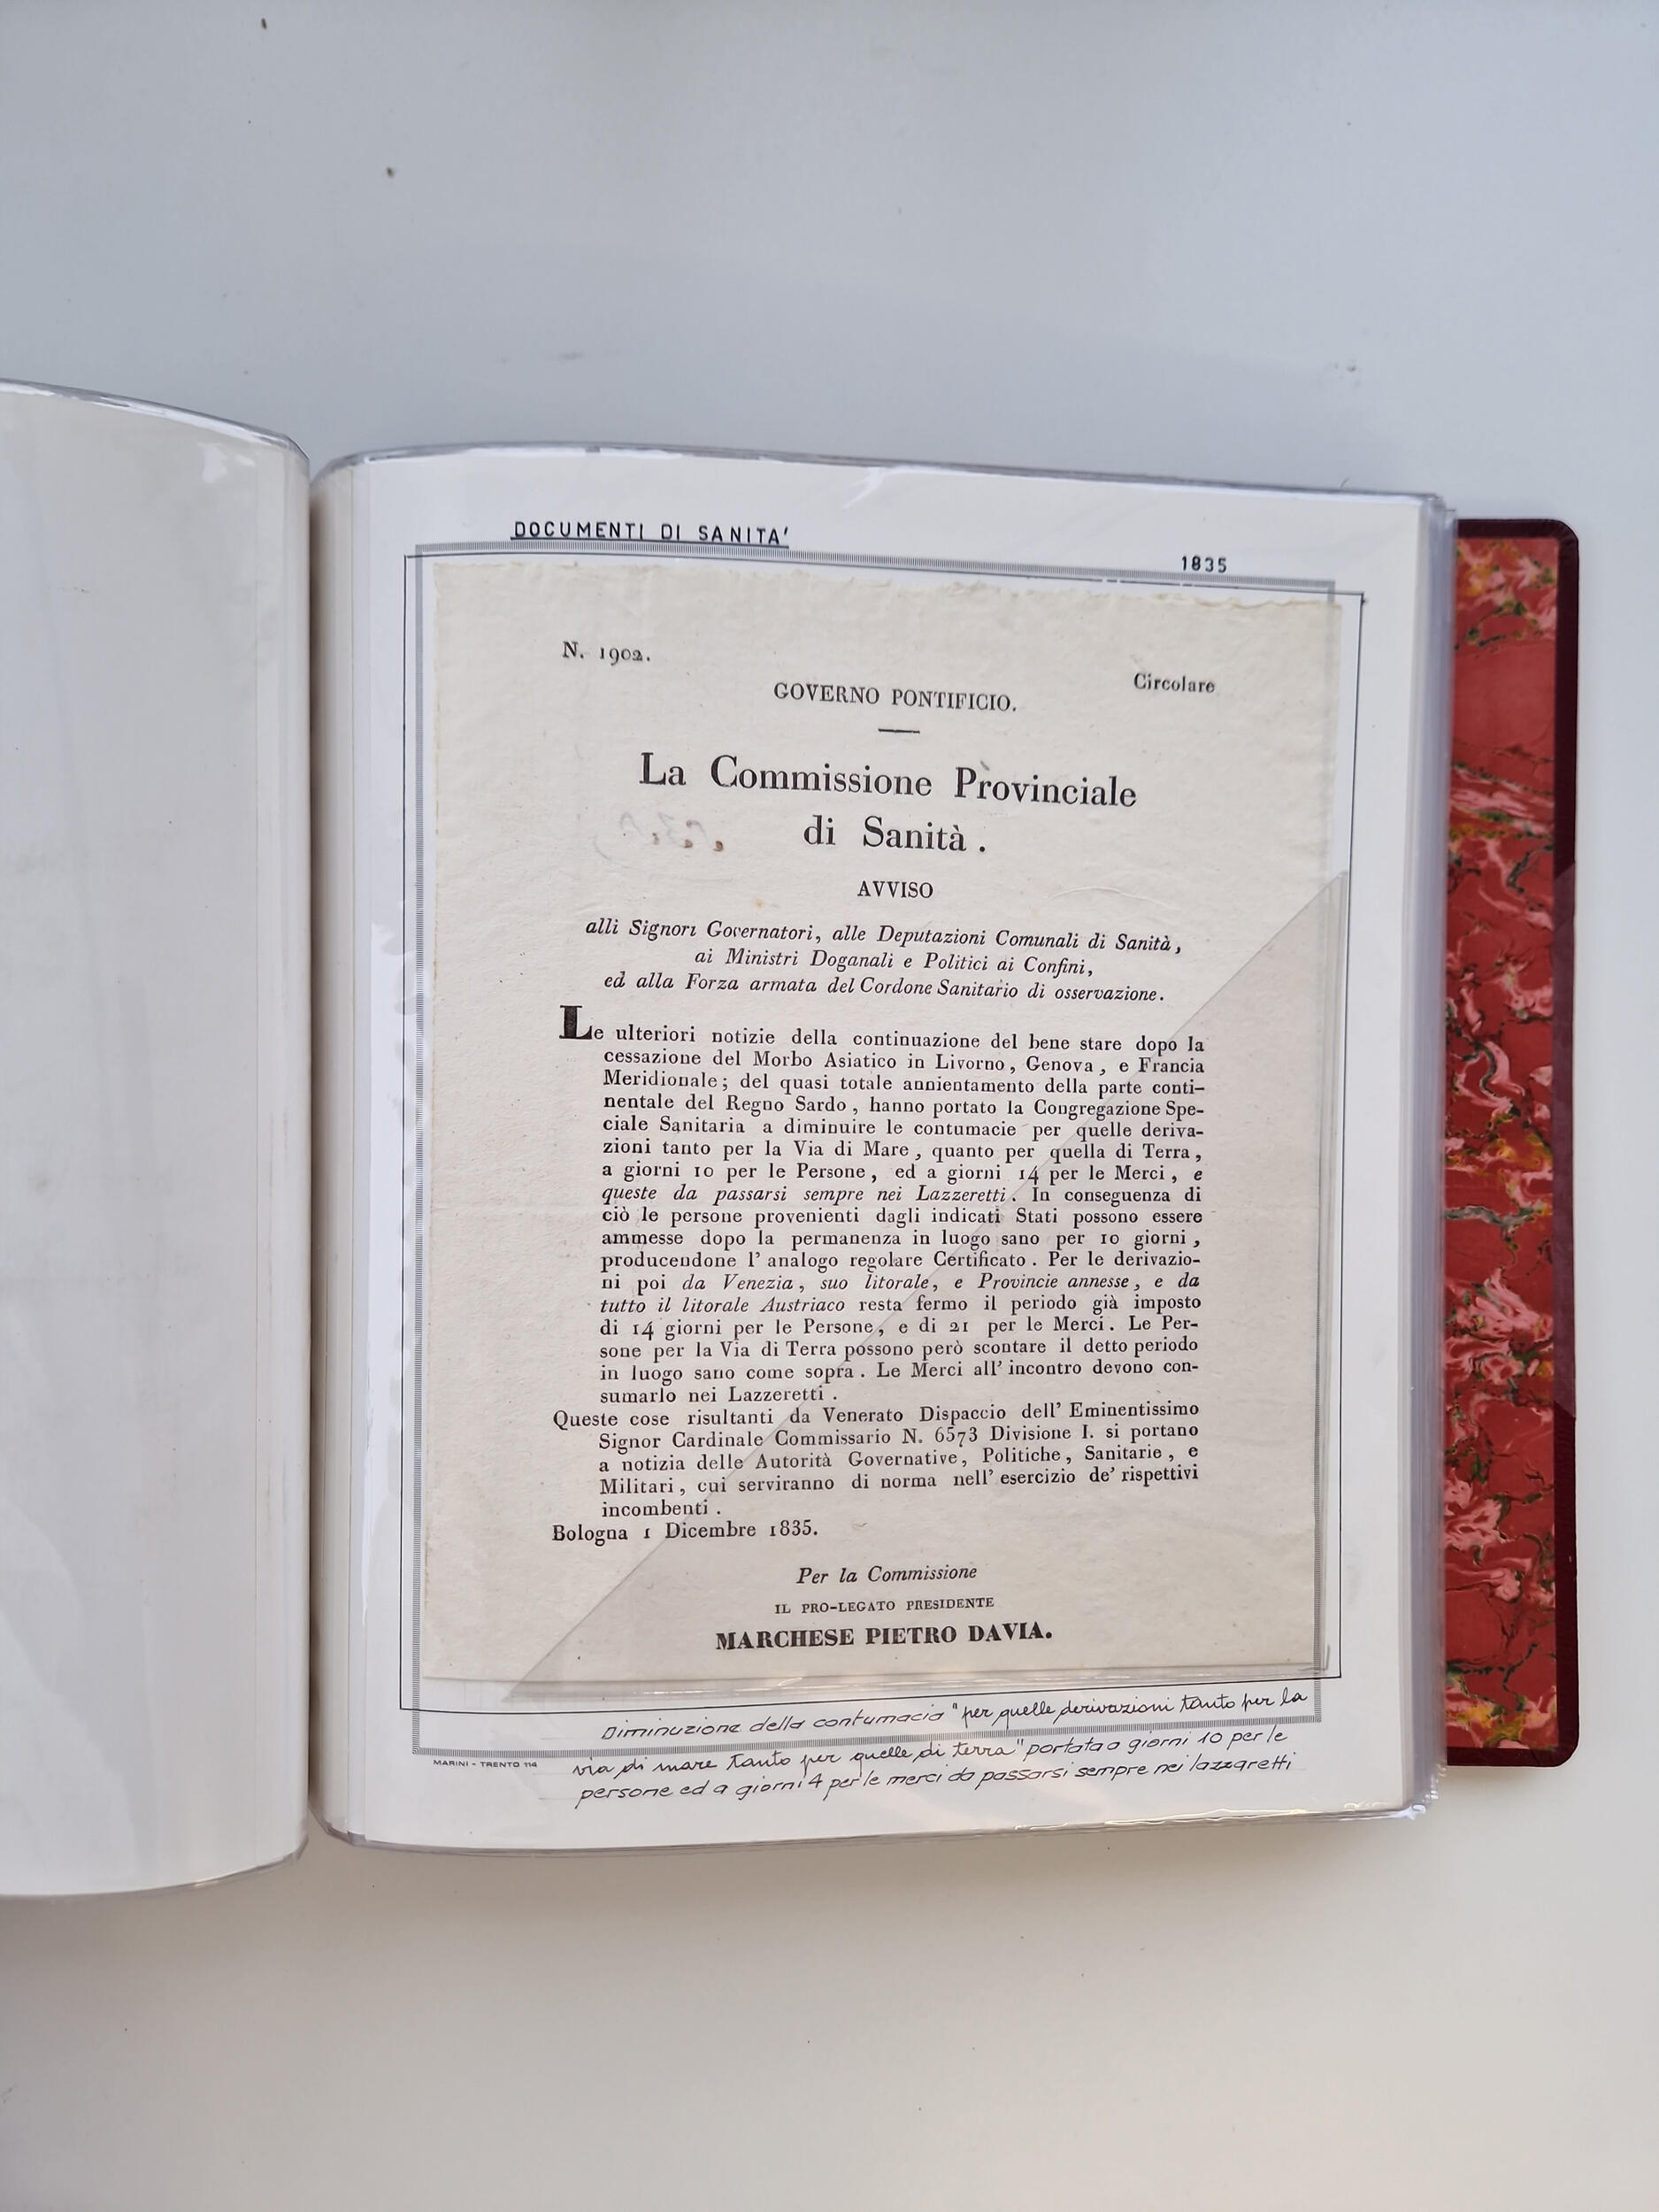 DOCUMENTI DI SANITA'
1835
N. 1902.
Circolare
GOVERNO PONTIFICIO.
La Commissione Provinciale
di Sanità .
AVVISO
alli Signori Governatori, alle Deputazioni Comunali di Sanità,
ai Ministri Doganali e Politici ai Confini,
ed alla Forza armata del Cordone Sanitario di osservazione.
Le ulteriori notizie della continuazione del bene stare dopo la
cessazione del Morbo Asiatico in Livorno, Genova, e Francia
Meridionale; del quasi totale annientamento della parte conti-
nentale del Regno Sardo, hanno portato la Congregazione Spe-
ciale Sanitaria a diminuire le contumacie per quelle deriva-
zioni tanto per la Via di Mare, quanto per quella di Terra,
a giorni 10 per le Persone, ed a giorni 14 per le Merci, e
queste da passarsi sempre nei Lazzeretti. In conseguenza di
ciò le persone provenienti dagli indicati Stati possono essere
ammesse dopo la permanenza in luogo sano per 10 giorni,
producendone l' analogo regolare Certificato. Per le derivazio-
ni poi da Venezia, suo litorale, e Provincie annesse, e da
tutto il litorale Austriaco resta fermo il periodo già imposto
di 14 giorni per le Persone, e di 21 per le Merci. Le Per-
sone per la Via di Terra possono però scontare il detto periodo
in luogo sano come sopra. Le Merci all' incontro devono con-
sumarlo nei Lazzeretti.
Queste cose risultanti da Venerato Dispaccio dell' Eminentissimo
Signor Cardinale Commissario N. 6573 Divisione I. si portano
a notizia delle Autorità Governative, Politiche, Sanitarie, e
Militari, cui serviranno di norma nell' esercizio de' rispettivi
incombenti.
Bologna 1 Dicembre 1835.
Per la Commissione
IL PRO-LEGATO PRESIDENTE
MARCHESE PIETRO DAVIA.
Diminuzione della contumacia "per quelle derivazioni tanto per la
MARINI - TRENTO 114
via di mare tanto per quelle di terra" portata a giorni 10 per le
persone ed a giorni 4 per le merci da passarsi sempre nei lazzaretti